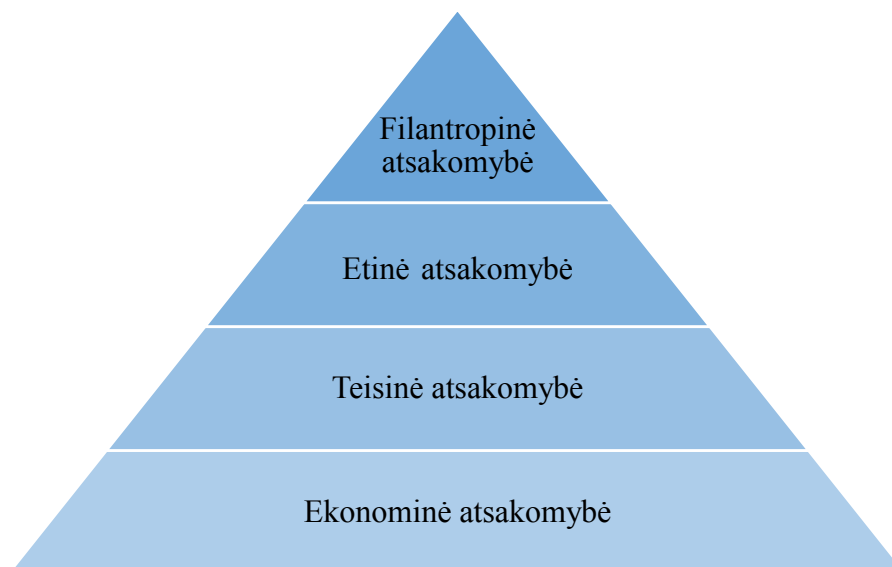 Filantropinė
atsakomybė
Etinė atsakomybė
Teisinė atsakomybė
Ekonominė atsakomybė